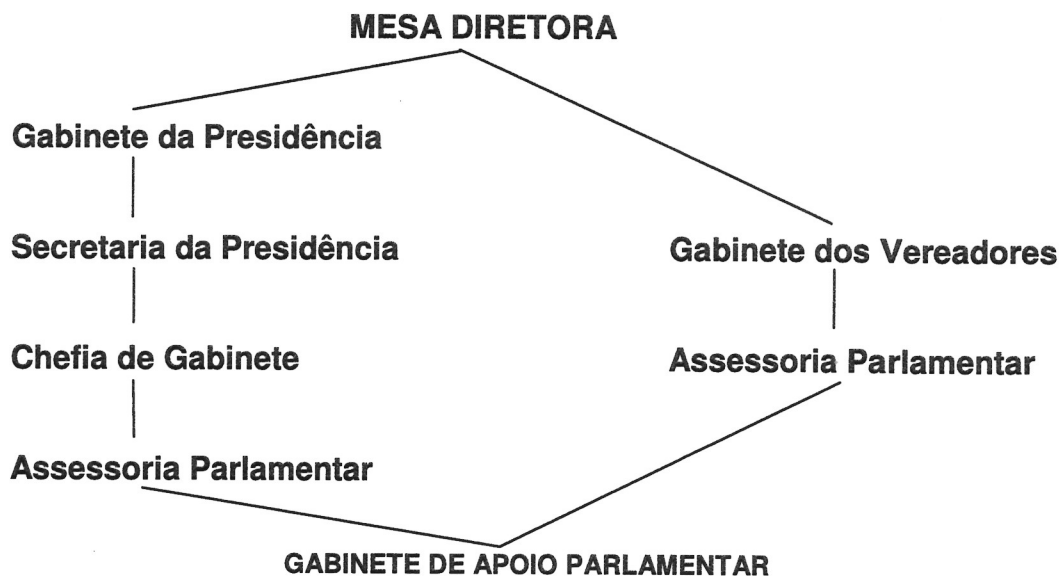 MESA DIRETORA
Gabinete da Presidência
Secretaria da Presidência
Gabinete dos Vereadores
Chefia de Gabinete
Assessoria Parlamentar
Assessoria Parlamentar
GABINETE DE APOIO PARLAMENTAR